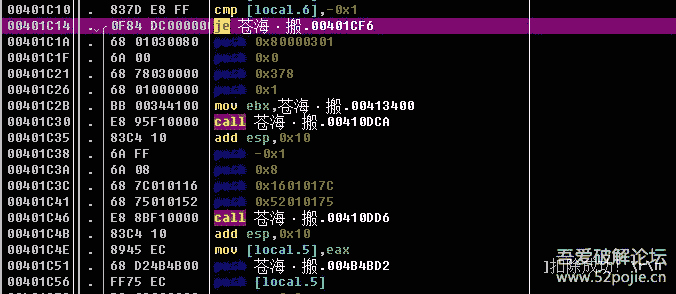 00401C10 . 837D E8 FF cmp [local.6],-0x1
00401C14 . 0F84 DC000000 je 苍海·搬.00401CF6
00401C1A . 68 01030080 push 0x80000301
00401C1F . 6A 00 push 0x0
00401C21 . 68 78030000 push 0x378
00401C26 . 68 01000000 push 0x1
00401C2B . BB 00344100 mov ebx,苍海·搬.00413400
00401C30 . E8 95F10000 call 苍海·搬.00410DCA
00401C35 . 83C4 10 add esp,0x10
00401C38 . 6A FF push -0x1
00401C3A . 6A 08 push 0x8
00401C3C . 68 7C010116 push 0x1601017C
00401C41 . 68 75010152 push 0x52010175
00401C46 . E8 8BF10000 call 苍海·搬.00410DD6
00401C4B . 83C4 10 add esp,0x10
00401C4E . 8945 EC mov [local.5],eax
00401C51 . 68 D24B4B00 push 苍海·搬.004B4BD2 ]扣除成功！\r\n
00401C56 . FF75 EC push [local.5]
吾爱破解论坛
www.52pojie.cn